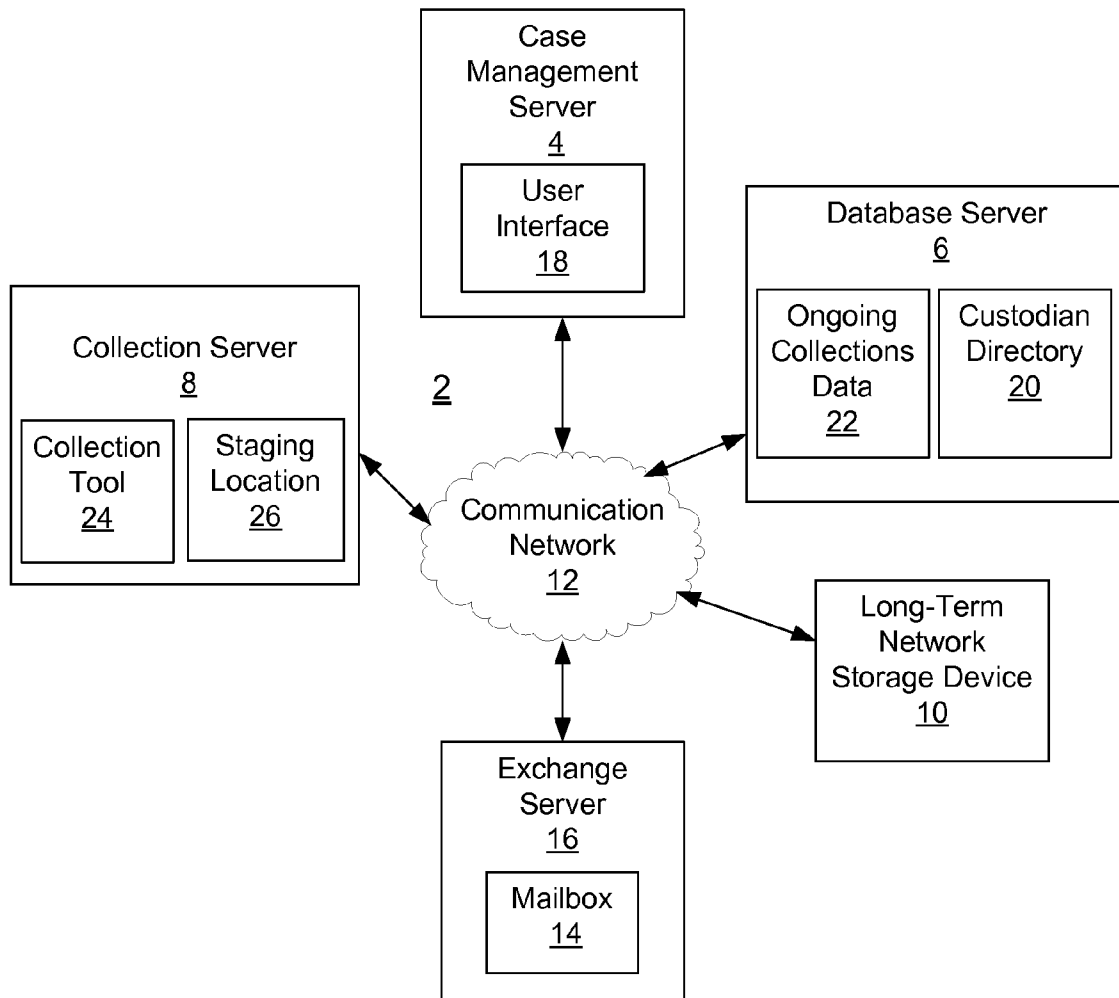 Case
Management
Server
4
User
Interface
18
Database Server
6
Ongoing
Collections
Data
22
Custodian
Directory
20
Collection Server
8
Collection
Tool
24
Staging
Location
26
2
Communication
Network
12
Long-Term
Network
Storage Device
10
Exchange
Server
16
Mailbox
14